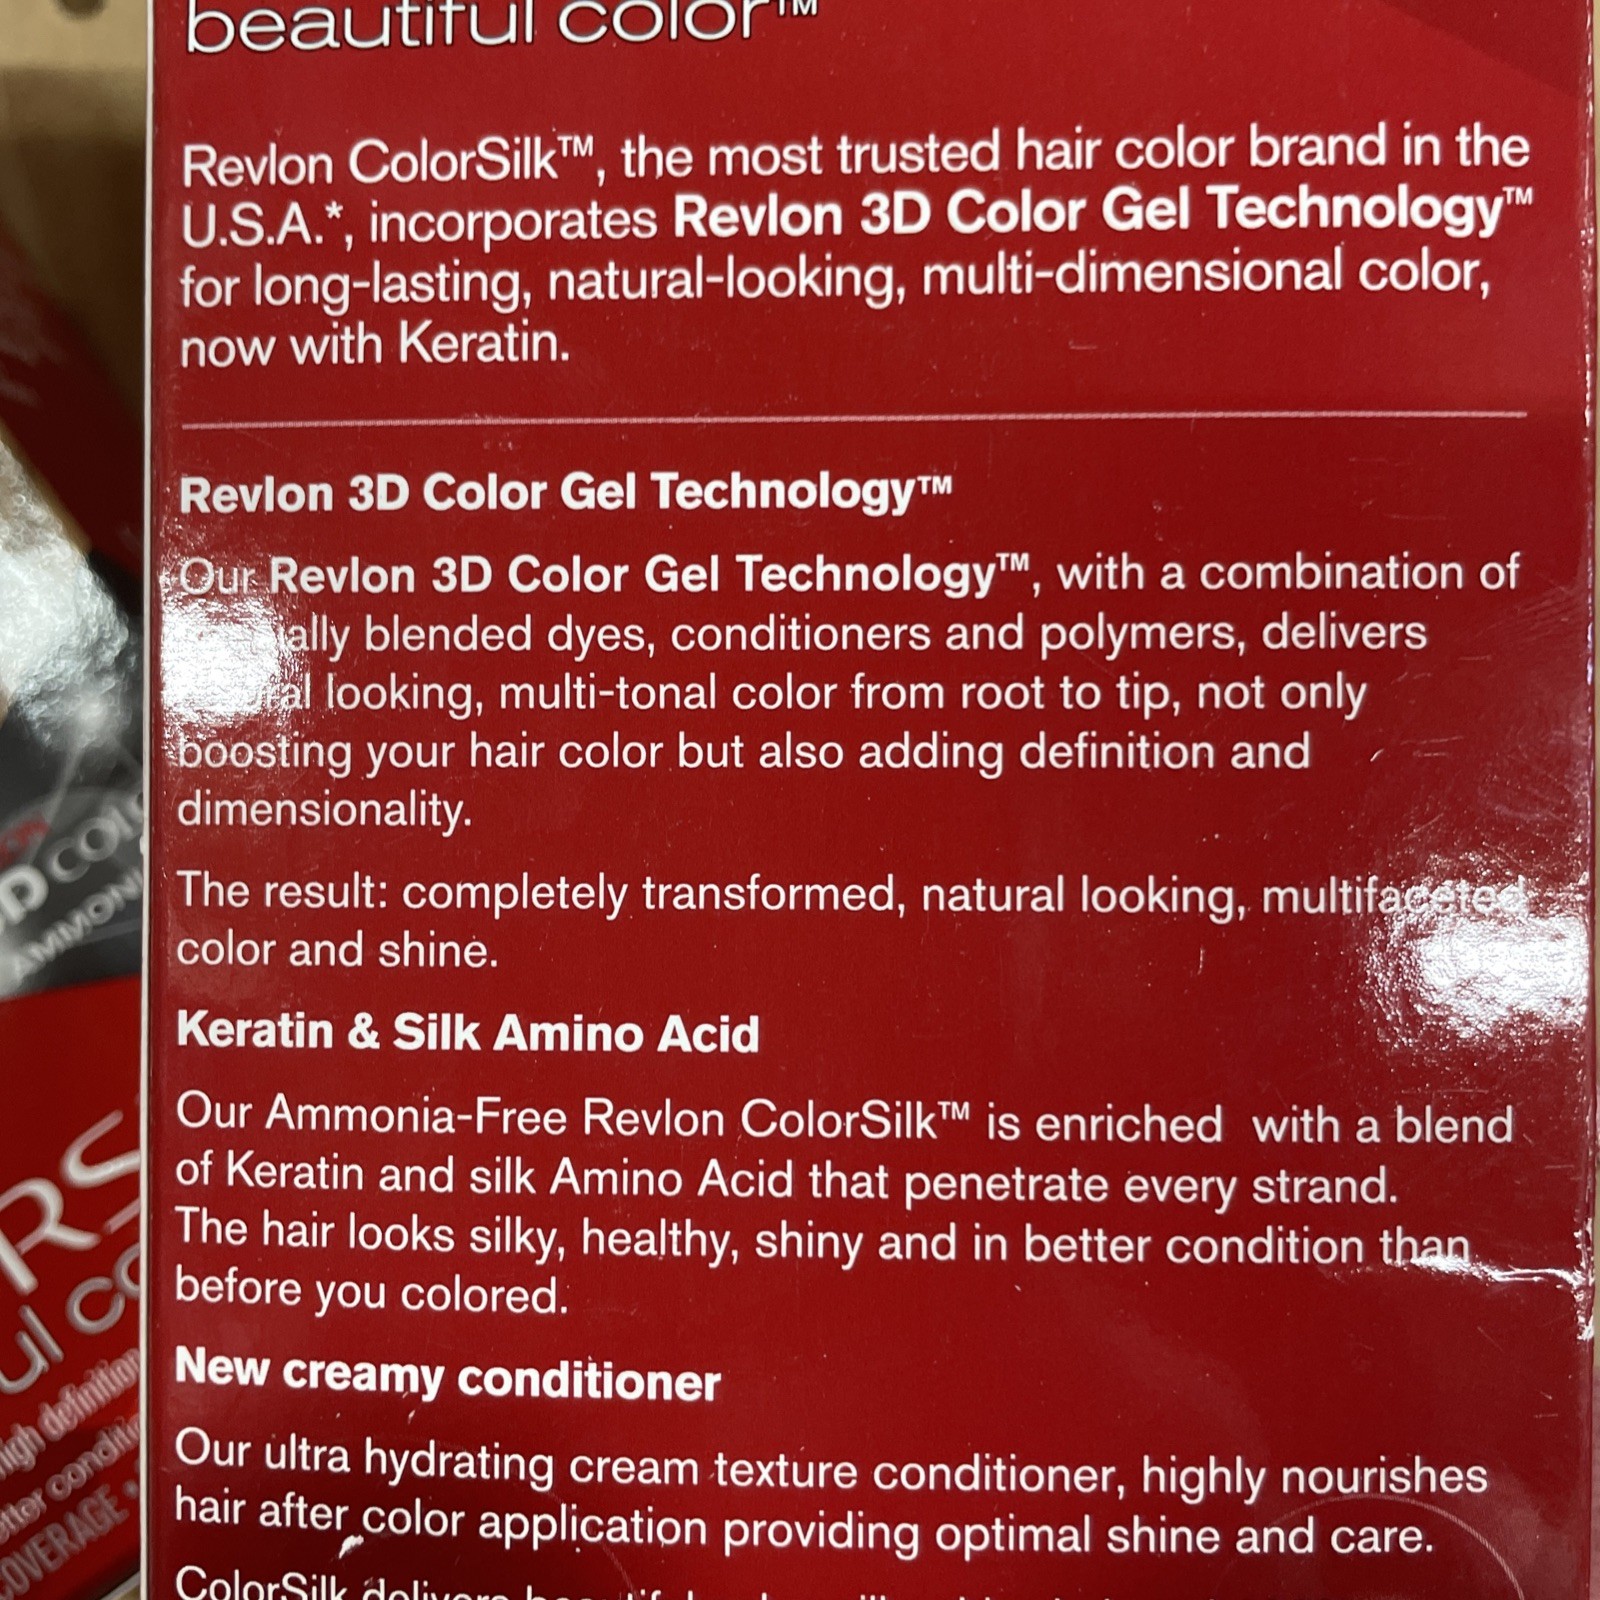 beautiful color™
Revlon ColorSilk™, the most trusted hair color brand in the
U.S.A.*, incorporates Revlon 3D Color Gel Technology™
for long-lasting, natural-looking, multi-dimensional color,
now with Keratin.
Revlon 3D Color Gel Technology™
Our Revlon 3D Color Gel Technology™, with a combination of
blended dyes, conditioners and polymers, delivers
looking, multi-tonal color from root to tip, not only
boosting your hair color but also adding definition and
dimensionality.
The result: completely transformed, natural looking, multifaceted
color and shine.
Keratin & Silk Amino Acid
Our Ammonia-Free Revlon ColorSilk™ is enriched with a blend
of Keratin and silk Amino Acid that penetrate every strand.
The hair looks silky, healthy, shiny and in better condition than
before you colored.
New creamy conditioner
Our ultra hydrating cream texture conditioner, highly nourishes
hair after color application providing optimal shine and care.
ColorSilk delivers
high definition
COVERAGE •